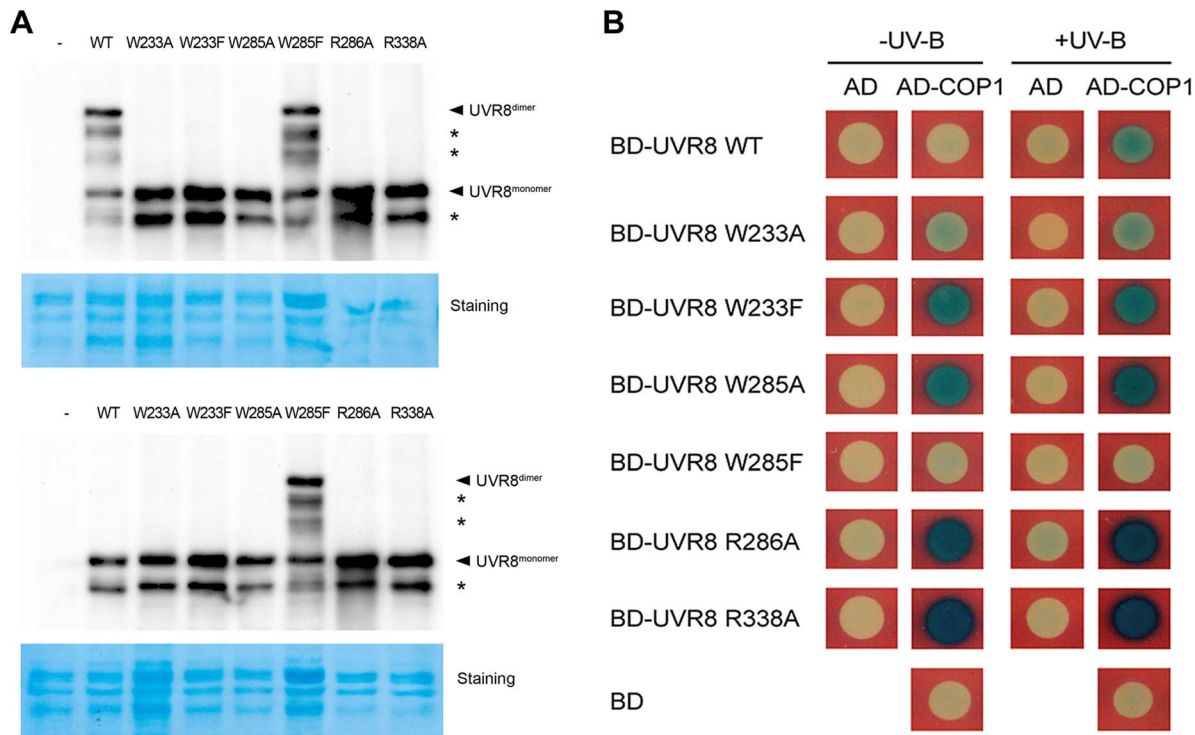 A
- WT W233A W233F W285A W285F R286A R338A
◄ UVR8dimer
*
*
◄ UVR8monomer
*
Staining
- WT W233A W233F W285A W285F R286A R338A
◄ UVR8dimer
*
*
◄ UVR8monomer
*
Staining
B
-UV-B +UV-B
AD AD-COP1 AD AD-COP1
BD-UVR8 WT
BD-UVR8 W233A
BD-UVR8 W233F
BD-UVR8 W285A
BD-UVR8 W285F
BD-UVR8 R286A
BD-UVR8 R338A
BD